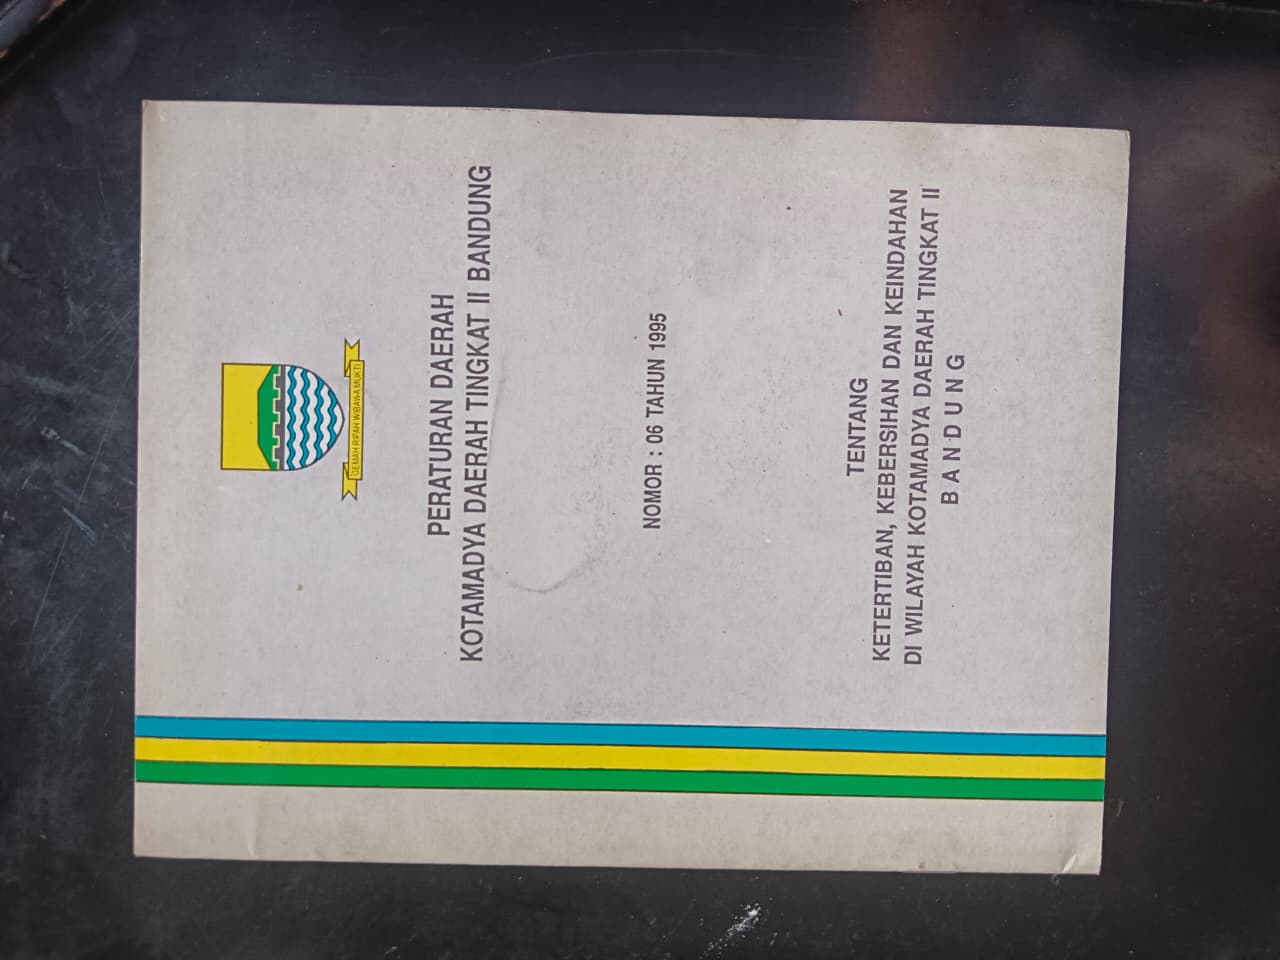 GEMAH RIPAH WIBAWA MUKTI
PERATURAN DAERAH
KOTAMADYA DAERAH TINGKAT II BANDUNG
NOMOR : 06 TAHUN 1995
TENTANG
KETERTIBAN, KEBERSIHAN DAN KEINDAHAN
DI WILAYAH KOTAMADYA DAERAH TINGKAT II
B A N D U N G